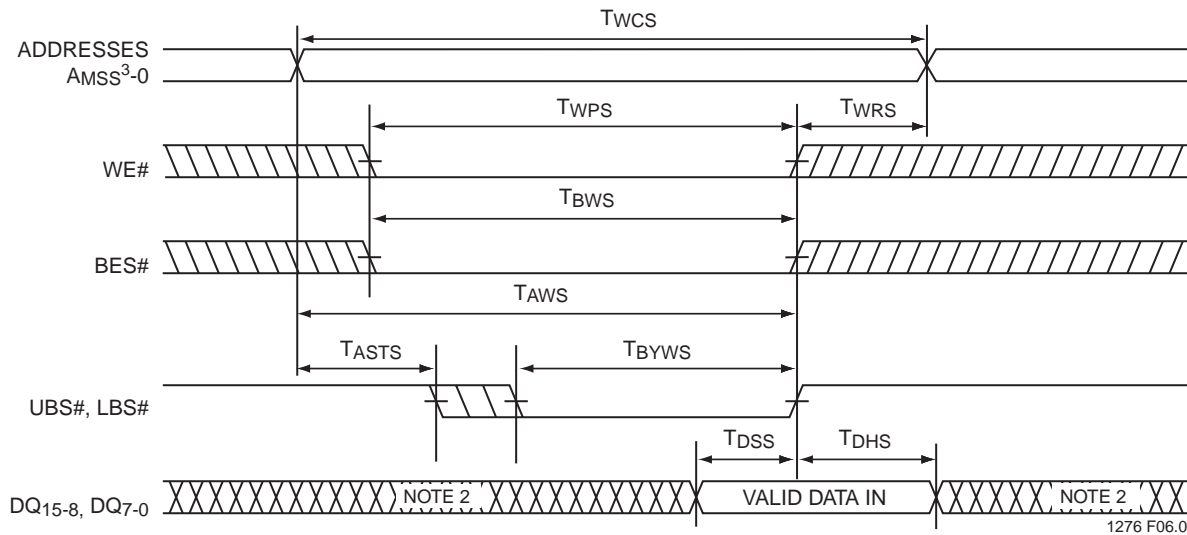 TWCS
ADDRESSES
AMSS³-0
TWPS
TWRS
WE#
TBWS
BES#
TAWS
TASTS
TBYWS
UBS#, LBS#
TDSS
TDHS
DQ15-8, DQ7-0
NOTE 2
VALID DATA IN
NOTE 2
1276 F06.0